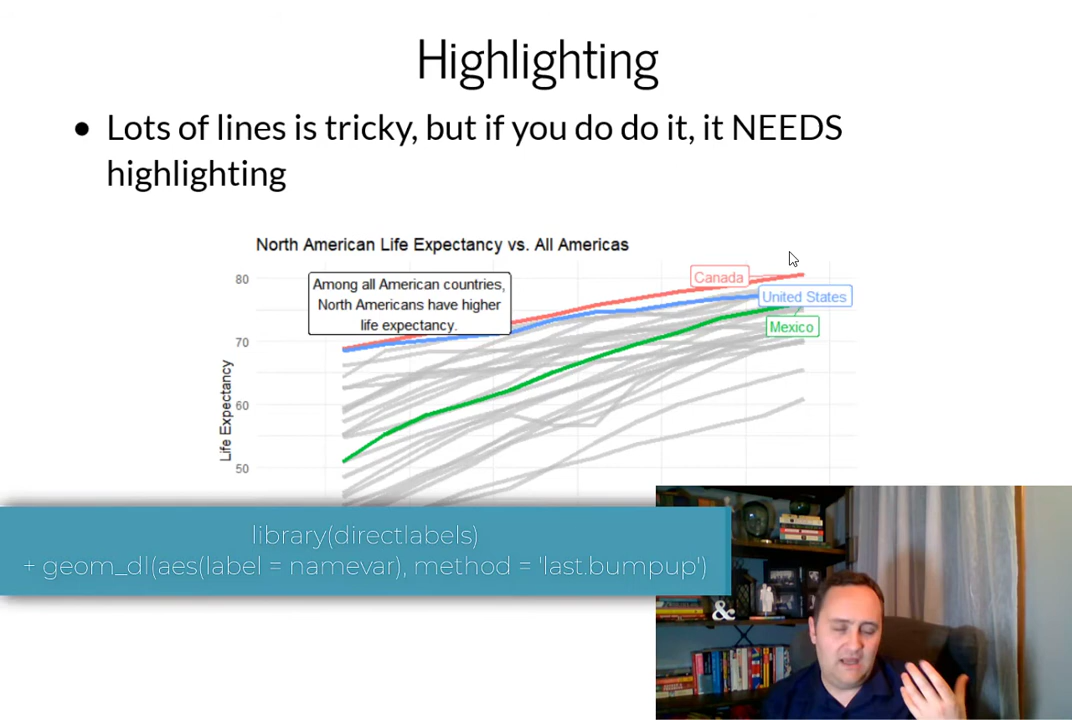 Highlighting
• Lots of lines is tricky, but if you do do it, it NEEDS
highlighting
North American Life Expectancy vs. All Americas
80
70
60
50
Life Expectancy
Among all American countries,
North Americans have higher
life expectancy.
Canada
United States
Mexico
library(directlabels)
+ geom_dl(aes(label = namevar), method = 'last.bumpup')
&